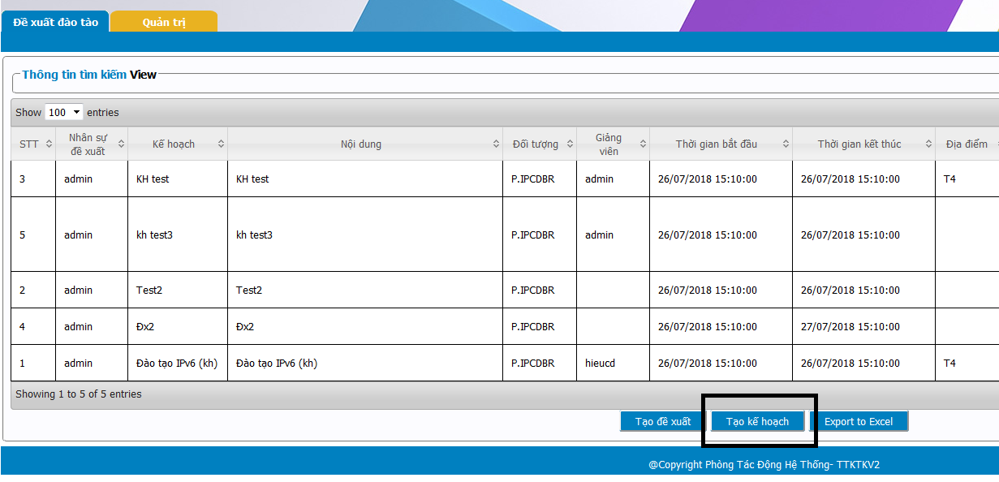 Đề xuất đào tào Quản trị
Thông tin tìm kiếm View
Show 100 entries
STT Nhân sự đề xuất Kế hoạch Nội dung Đối tượng Giảng viên Thời gian bắt đầu Thời gian kết thúc Địa điểm
3 admin KH test KH test P.IPCDBR admin 26/07/2018 15:10:00 26/07/2018 15:10:00 T4
5 admin kh test3 kh test3 P.IPCDBR admin 26/07/2018 15:10:00 26/07/2018 15:10:00
2 admin Test2 Test2 P.IPCDBR 26/07/2018 15:10:00 26/07/2018 15:10:00
4 admin Đx2 Đx2 P.IPCDBR 26/07/2018 15:10:00 27/07/2018 15:10:00
1 admin Đào tạo IPv6 (kh) Đào tạo IPv6 (kh) P.IPCDBR hieucd 26/07/2018 15:10:00 26/07/2018 15:10:00 T4
Showing 1 to 5 of 5 entries
Tạo đề xuất Tạo kế hoạch Export to Excel
@Copyright Phòng Tác Động Hệ Thống- TTKTKV2